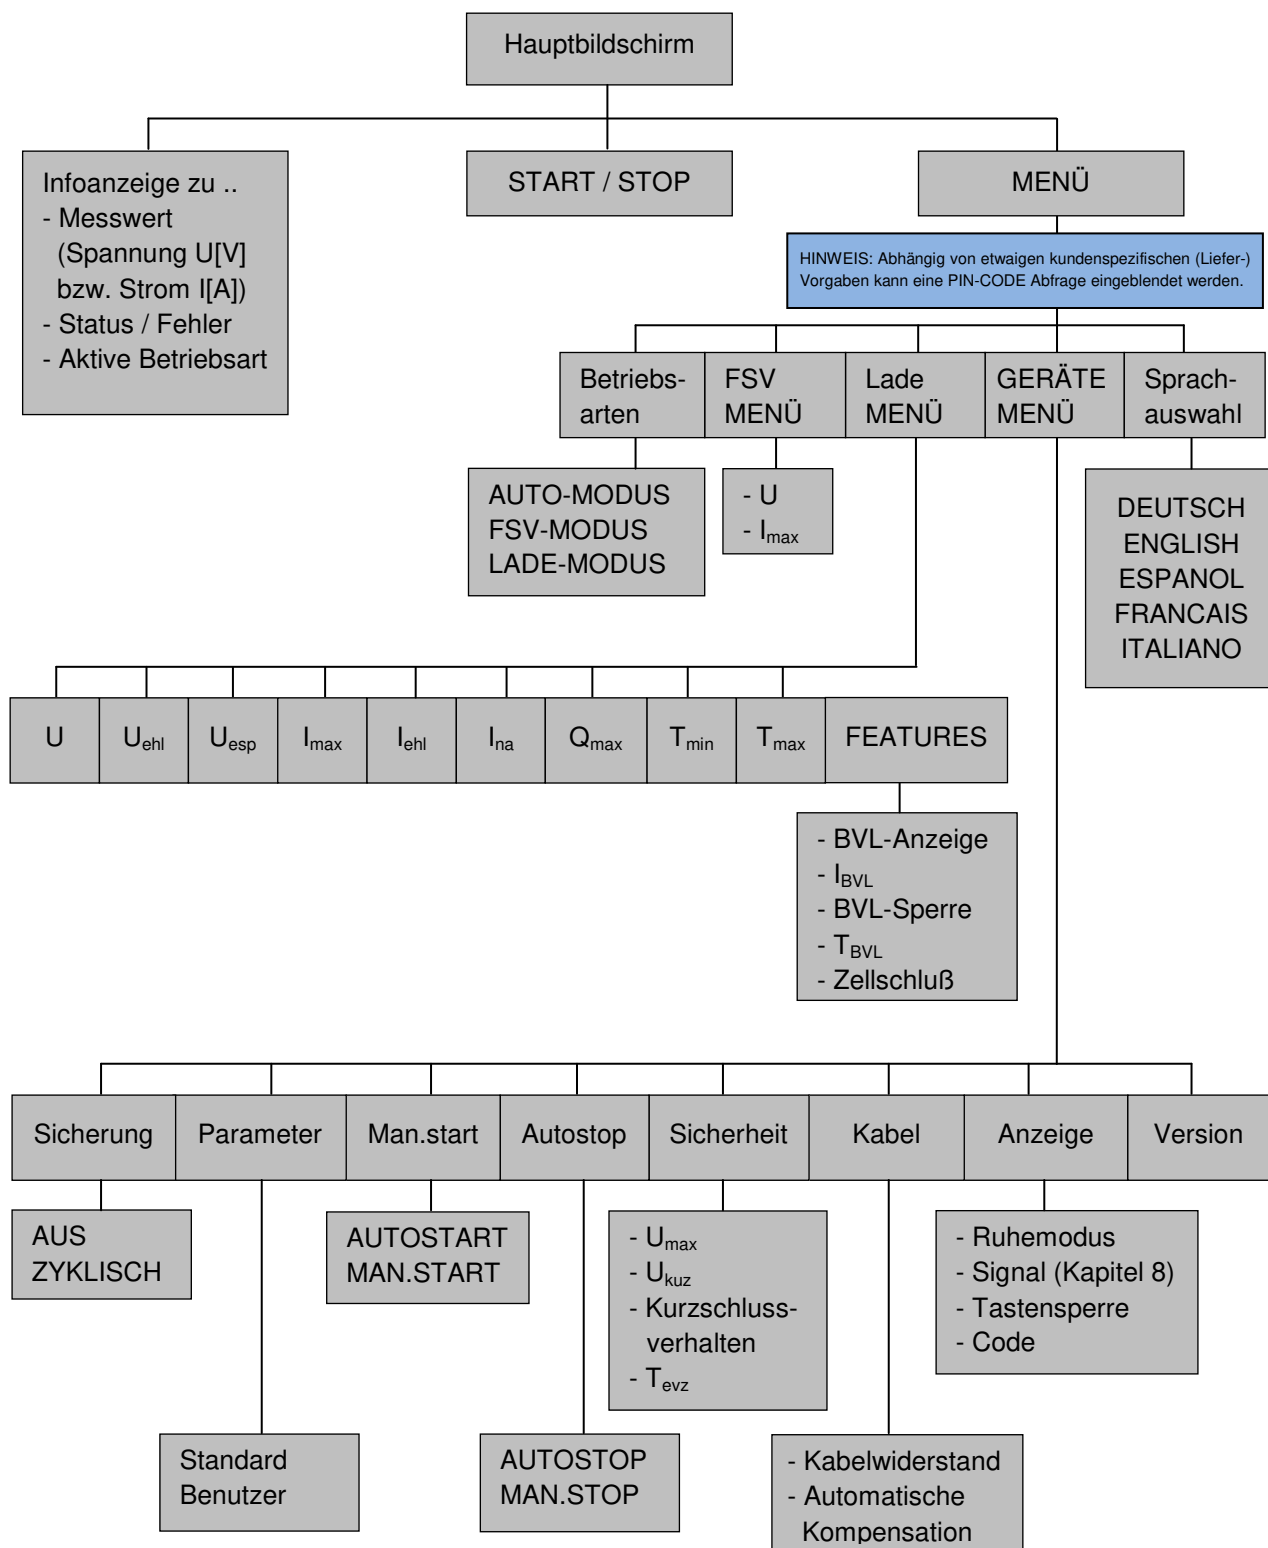 Hauptbildschirm
Infoanzeige zu ..
- Messwert
(Spannung U[V]
bzw. Strom I[A])
- Status / Fehler
- Aktive Betriebsart
START / STOP
MENÜ
HINWEIS: Abhängig von etwaigen kundenspezifischen (Liefer-)
Vorgaben kann eine PIN-CODE Abfrage eingeblendet werden.
Betriebs-
arten
FSV
MENÜ
Lade
MENÜ
GERÄTE
MENÜ
Sprach-
auswahl
AUTO-MODUS
FSV-MODUS
LADE-MODUS
- U
- Imax
DEUTSCH
ENGLISH
ESPANOL
FRANCAIS
ITALIANO
U
Uehl
Uesp
Imax
Iehl
Ina
Qmax
Tmin
Tmax
FEATURES
- BVL-Anzeige
- IBVL
- BVL-Sperre
- TBVL
- Zellschluß
Sicherung
Parameter
Man.start
Autostop
Sicherheit
Kabel
Anzeige
Version
AUS
ZYKLISCH
AUTOSTART
MAN.START
- Umax
- Ukuz
- Kurzschluss-
verhalten
- Tevz
- Ruhemodus
- Signal (Kapitel 8)
- Tastensperre
- Code
Standard
Benutzer
AUTOSTOP
MAN.STOP
- Kabelwiderstand
- Automatische
Kompensation